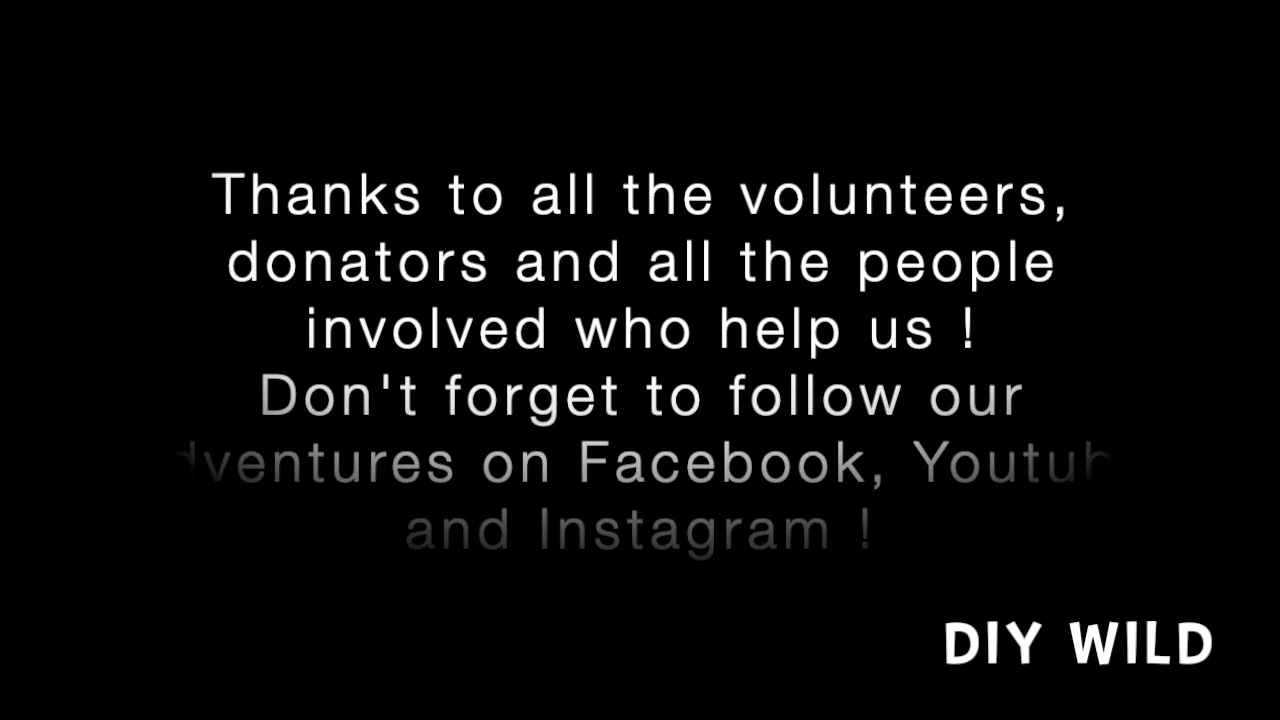 Thanks to all the volunteers,
donators and all the people
involved who help us !
Don't forget to follow our
dventures on Facebook, Youtub
and Instagram !
DIY WILD